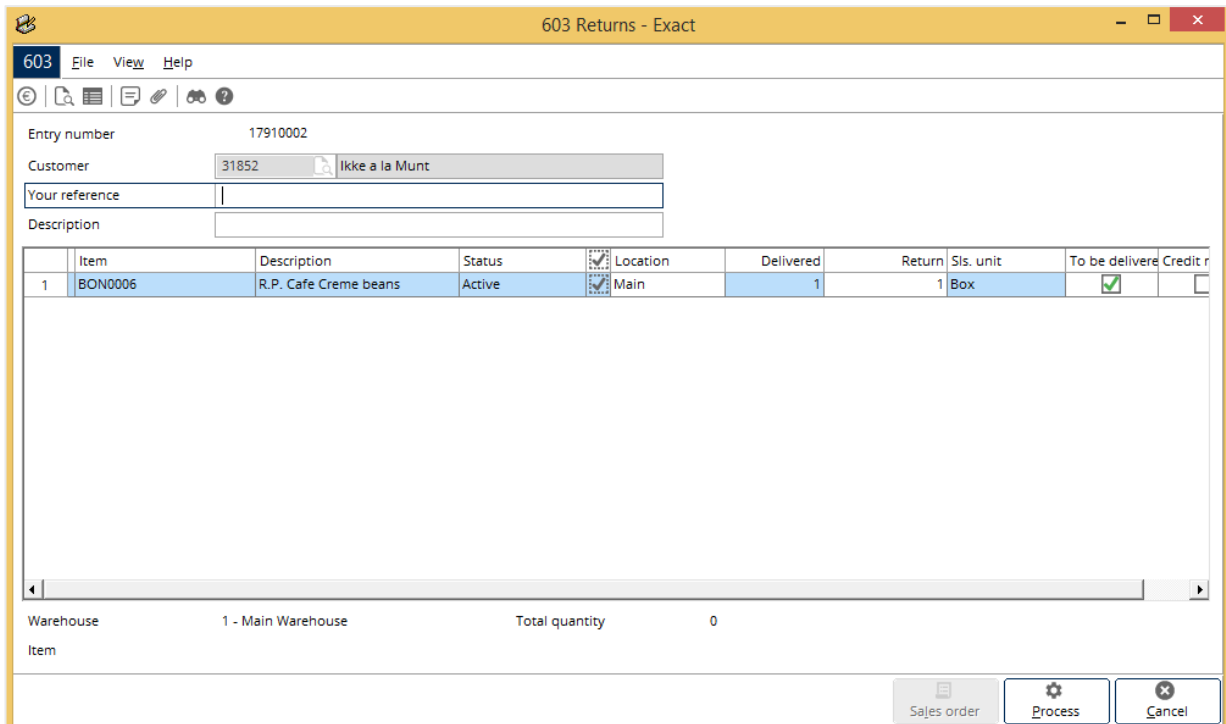 603 Returns - Exact
603 File View Help
Entry number 17910002
Customer 31852 Ikke a la Munt
Your reference
Description
Item Description Status Location Delivered Return Sls. unit To be delivere Credit r
1 BON0006 R.P. Cafe Creme beans Active Main 1 1 Box
Warehouse 1 - Main Warehouse Total quantity 0
Item
Sales order Process Cancel